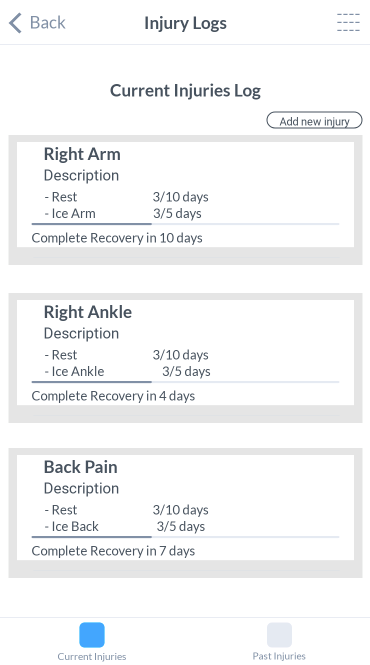 Back
Injury Logs
Current Injuries Log
Add new injury
Right Arm
Description
- Rest 3/10 days
- Ice Arm 3/5 days
Complete Recovery in 10 days
Right Ankle
Description
- Rest 3/10 days
- Ice Ankle 3/5 days
Complete Recovery in 4 days
Back Pain
Description
- Rest 3/10 days
- Ice Back 3/5 days
Complete Recovery in 7 days
Current Injuries
Past Injuries